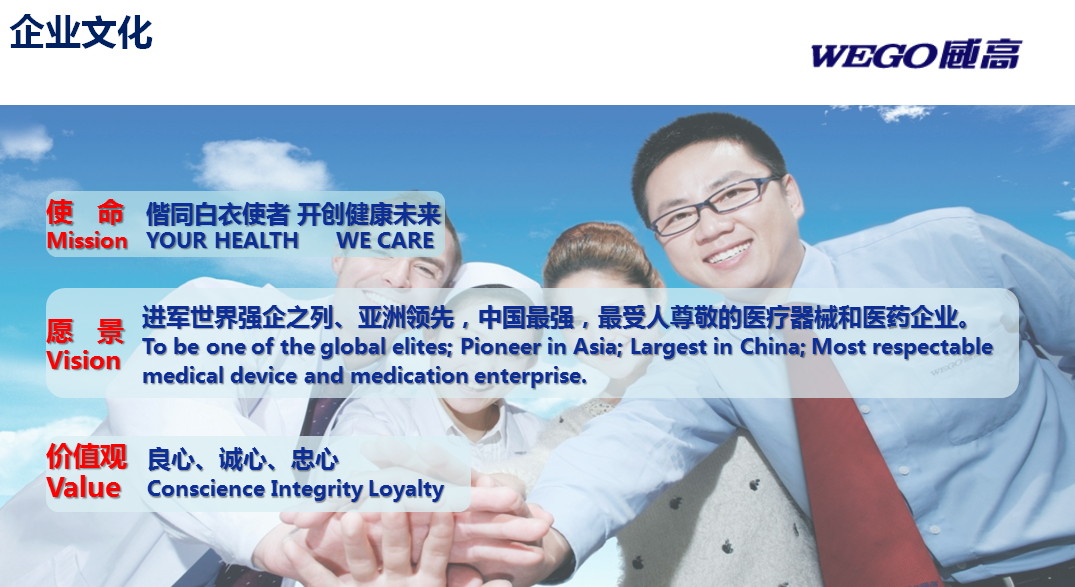 企业文化
WEGO威高
使 命 偕同白衣使者 开创健康未来
Mission YOUR HEALTH WE CARE
进军世界强企之列、亚洲领先，中国最强，最受人尊敬的医疗器械和医药企业。
愿 景
To be one of the global elites; Pioneer in Asia; Largest in China; Most respectable
Vision
medical device and medication enterprise.
WEGO
价值观 良心、诚心、忠心
Value Conscience Integrity Loyalty